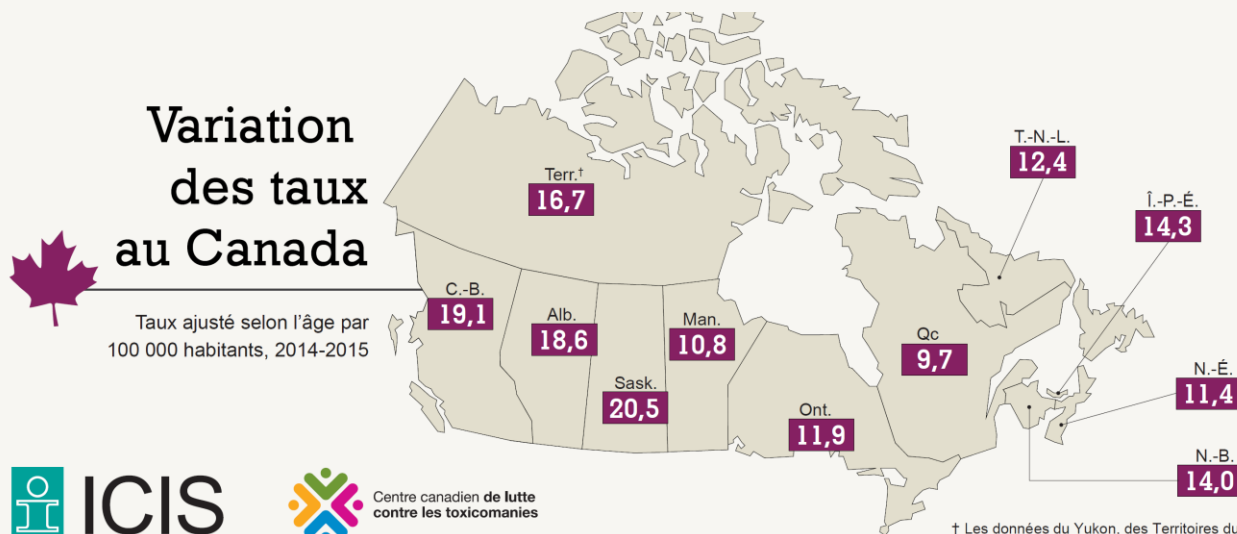 Variation
des taux
au Canada
Taux ajusté selon l’âge par
100 000 habitants, 2014-2015
Terr.†
16,7
C.-B.
19,1
Alb.
18,6
Sask.
20,5
Man.
10,8
Ont.
11,9
Qc
9,7
T.-N.-L.
12,4
Î.-P.-É.
14,3
N.-É.
11,4
N.-B.
14,0
ICIS
Centre canadien de lutte
contre les toxicomanies
† Les données du Yukon, des Territoires du